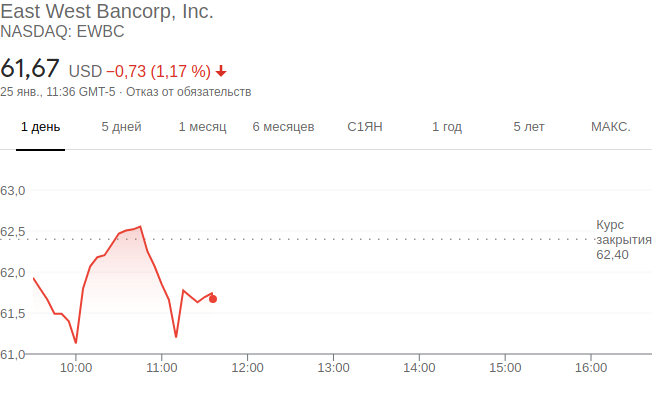 East West Bancorp, Inc.
NASDAQ: EWBC
61,67 USD −0,73 (1,17 %)
25 янв., 11:36 GMT-5 · Отказ от обязательств
1 день 5 дней 1 месяц 6 месяцев С1ЯН 1 год 5 лет МАКС.
63,0
62,5
62,0
61,5
61,0
Курс
закрытия
62,40
10:00 11:00 12:00 13:00 14:00 15:00 16:00